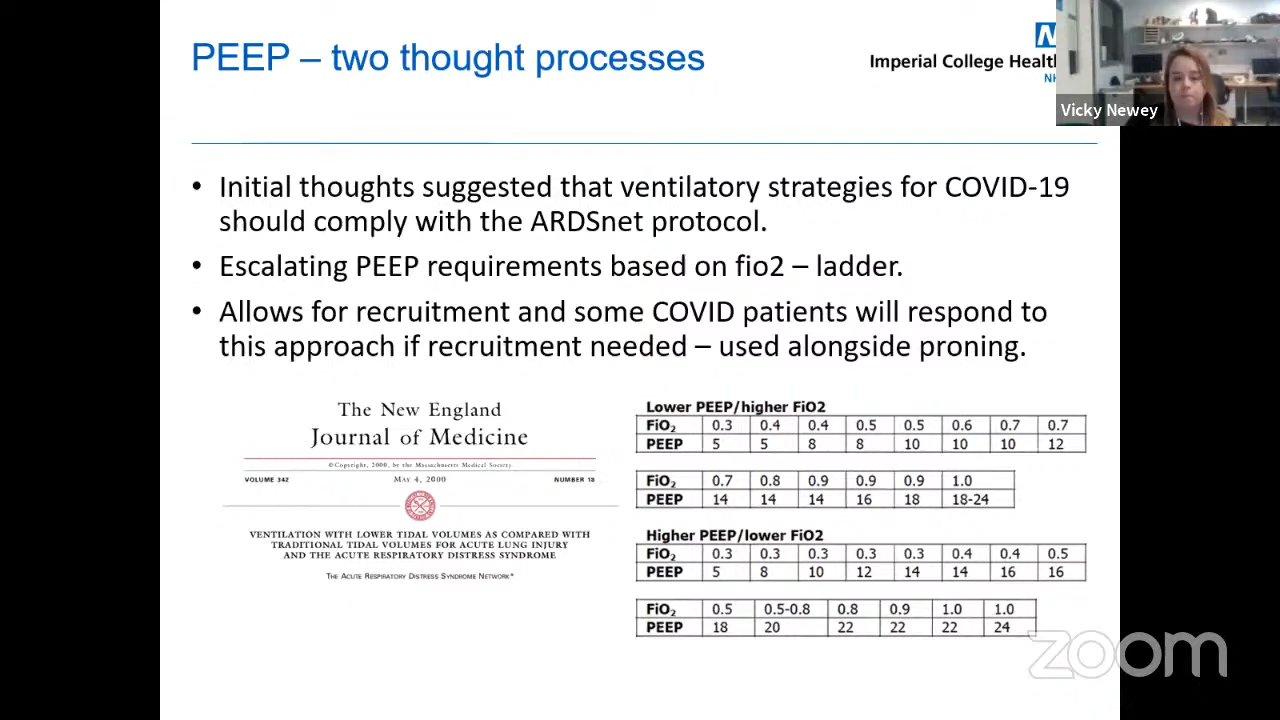 PEEP – two thought processes
Imperial College Health
Vicky Newey
• Initial thoughts suggested that ventilatory strategies for COVID-19
should comply with the ARDSnet protocol.
• Escalating PEEP requirements based on fio2 – ladder.
• Allows for recruitment and some COVID patients will respond to
this approach if recruitment needed – used alongside proning.
The New England
Journal of Medicine
©Copyright, 2000, by the Massachusetts Medical Society
VOLUME 342 MAY 4, 2000 NUMBER 18
VENTILATION WITH LOWER TIDAL VOLUMES AS COMPARED WITH
TRADITIONAL TIDAL VOLUMES FOR ACUTE LUNG INJURY
AND THE ACUTE RESPIRATORY DISTRESS SYNDROME
THE ACUTE RESPIRATORY DISTRESS SYNDROME NETWORK*
Lower PEEP/higher FiO2
FiO₂ 0.3 0.4 0.4 0.5 0.5 0.6 0.7 0.7
PEEP 5 5 8 8 10 10 10 12
FiO₂ 0.7 0.8 0.9 0.9 0.9 1.0
PEEP 14 14 14 16 18 18-24
Higher PEEP/lower FiO2
FiO₂ 0.3 0.3 0.3 0.3 0.3 0.4 0.4 0.5
PEEP 5 8 10 12 14 14 16 16
FiO₂ 0.5 0.5-0.8 0.8 0.9 1.0 1.0
PEEP 18 20 22 22 22 24
zoom